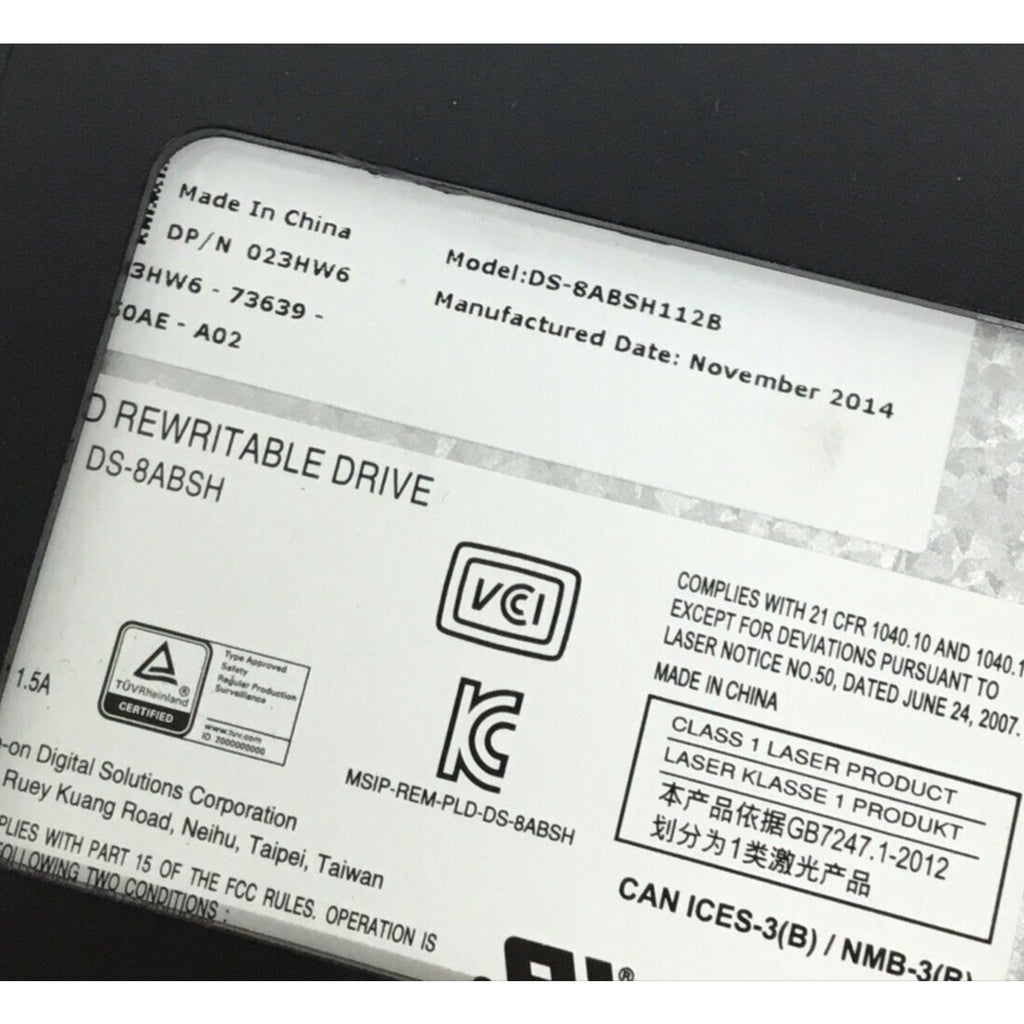 Made In China
DP/N 023HW6
3HW6 - 73639 -
60AE - A02
Model:DS-8ABSH112B
Manufactured Date: November 2014
D REWRITABLE DRIVE
DS-8ABSH
1.5A
TÜVRheinland ®
CERTIFIED
Type Approved
Safety
Regular Production
Surveillance
www.tuv.com
ID 2000000000
VCI
KC
MSIP-REM-PLD-DS-8ABSH
COMPLIES WITH 21 CFR 1040.10 AND 1040.1
EXCEPT FOR DEVIATIONS PURSUANT TO
LASER NOTICE NO.50, DATED JUNE 24, 2007.
MADE IN CHINA
CLASS 1 LASER PRODUCT
LASER KLASSE 1 PRODUKT
本产品依据GB7247.1-2012
划分为1类激光产品
CAN ICES-3(B) / NMB-3(B)
-on Digital Solutions Corporation
Ruey Kuang Road, Neihu, Taipei, Taiwan
PLIES WITH PART 15 OF THE FCC RULES. OPERATION IS
FOLLOWING TWO CONDITIONS :
®